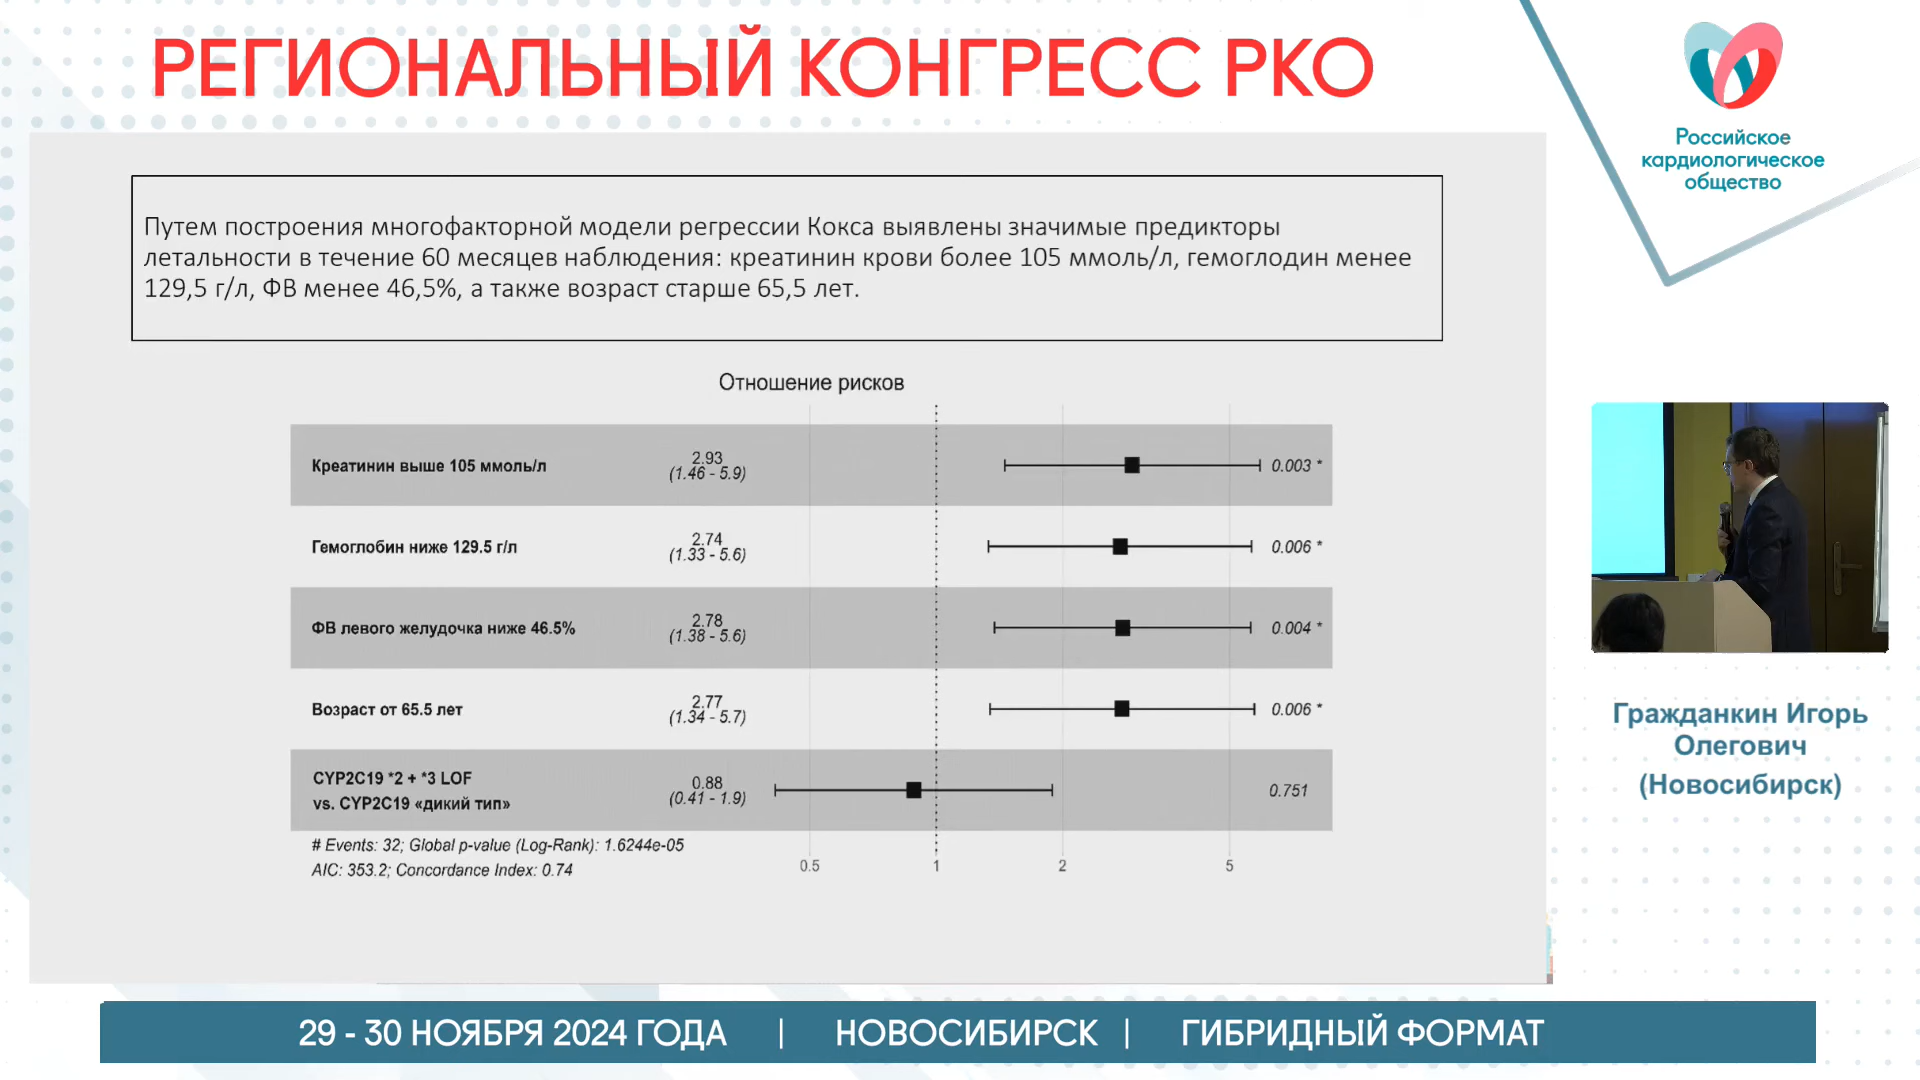 РЕГИОНАЛЬНЫЙ КОНГРЕСС РКО
Российское
кардиологическое
общество
Путем построения многофакторной модели регрессии Кокса выявлены значимые предикторы
летальности в течение 60 месяцев наблюдения: креатинин крови более 105 ммоль/л, гемоглодин менее
129,5 г/л, ФВ менее 46,5%, а также возраст старше 65,5 лет.
Отношение рисков
Креатинин выше 105 ммоль/л
2.93
(1.46 - 5.9)
0.003 *
Гемоглобин ниже 129.5 г/л
2.74
(1.33 - 5.6)
0.006 *
ФВ левого желудочка ниже 46.5%
2.78
(1.38 - 5.6)
0.004 *
Возраст от 65.5 лет
2.77
(1.34 - 5.7)
0.006 *
CYP2C19 *2 + *3 LOF
vs. CYP2C19 «дикий тип»
0.88
(0.41 - 1.9)
0.751
# Events: 32; Global p-value (Log-Rank): 1.6244e-05
AIC: 353.2; Concordance Index: 0.74
0.5 1 2 5
Гражданкин Игорь
Олегович
(Новосибирск)
29 - 30 НОЯБРЯ 2024 ГОДА | НОВОСИБИРСК | ГИБРИДНЫЙ ФОРМАТ